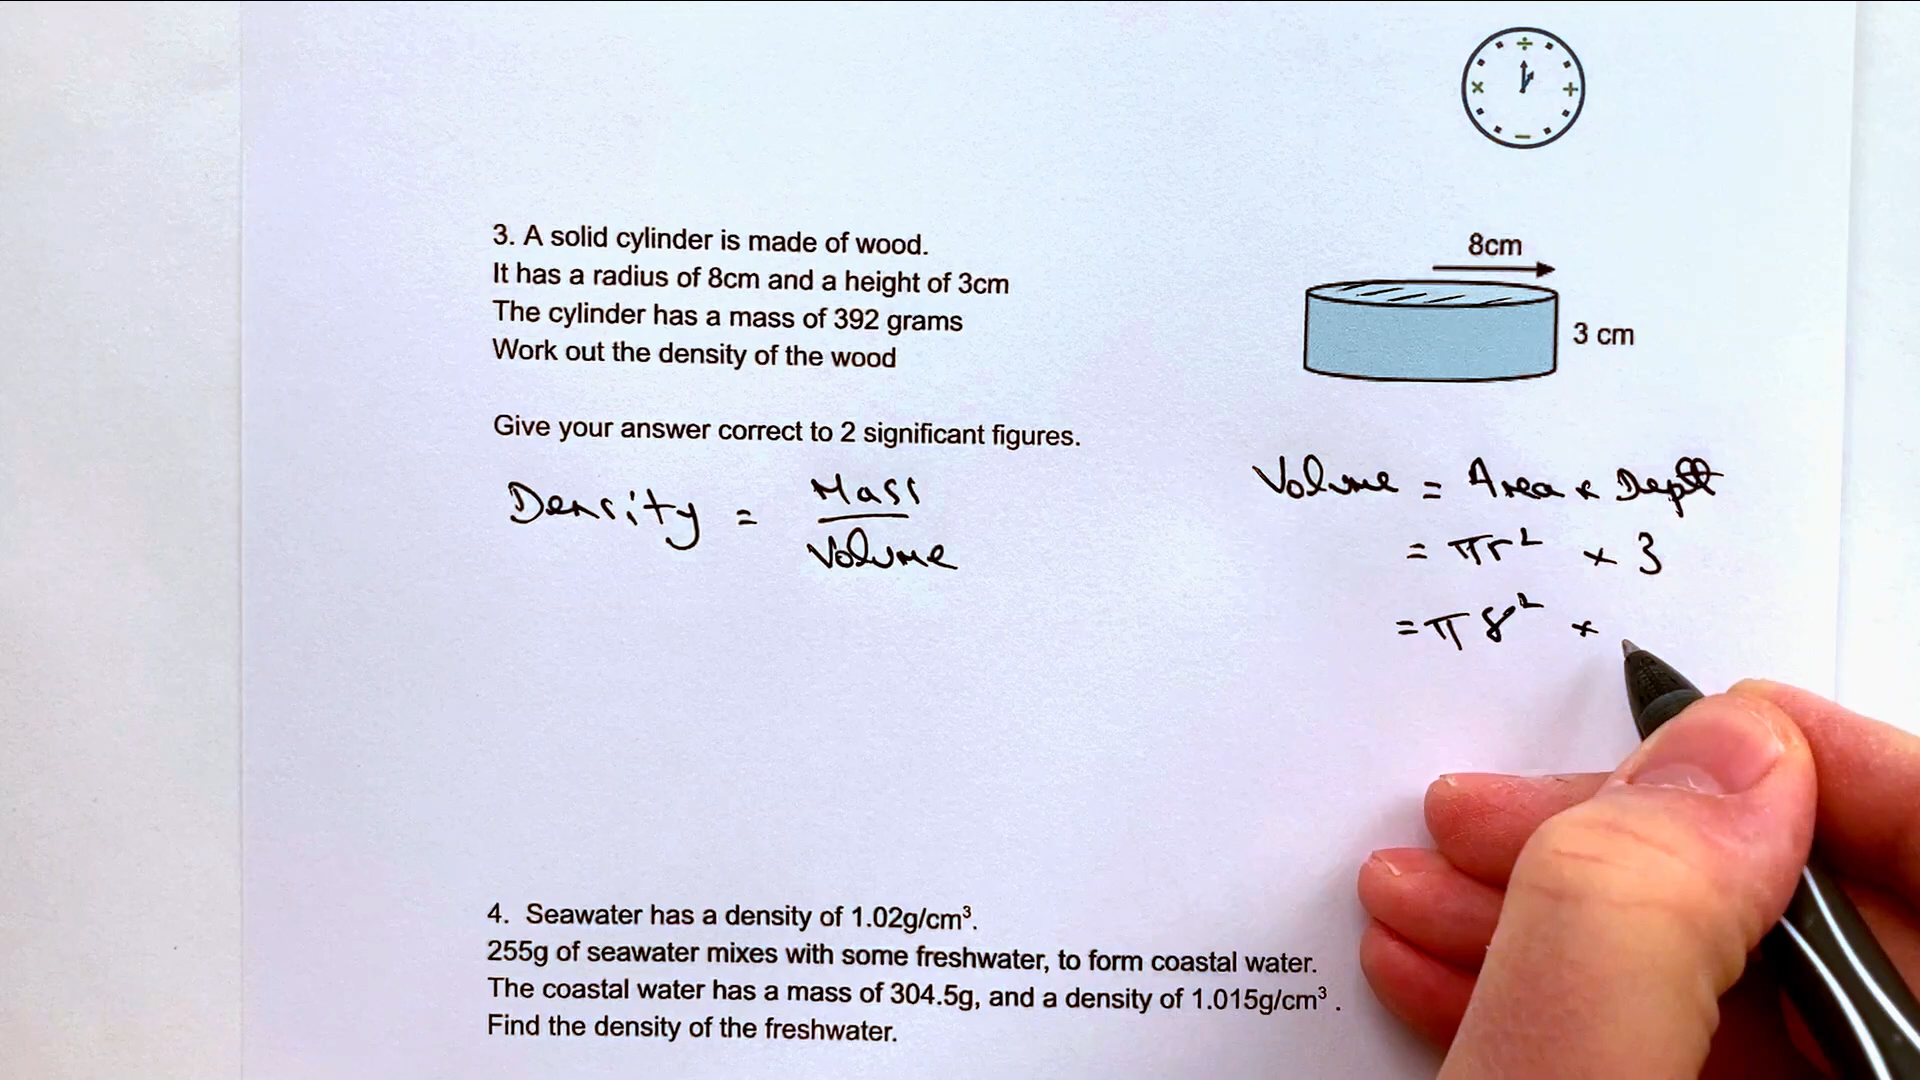 ÷
× +
−
3. A solid cylinder is made of wood.
It has a radius of 8cm and a height of 3cm
The cylinder has a mass of 392 grams
Work out the density of the wood
Give your answer correct to 2 significant figures.
8cm
3 cm
Density = Mass
Volume
Volume = Area × Depth
= πr² × 3
= π 8² ×
4. Seawater has a density of 1.02g/cm³.
255g of seawater mixes with some freshwater, to form coastal water.
The coastal water has a mass of 304.5g, and a density of 1.015g/cm³ .
Find the density of the freshwater.